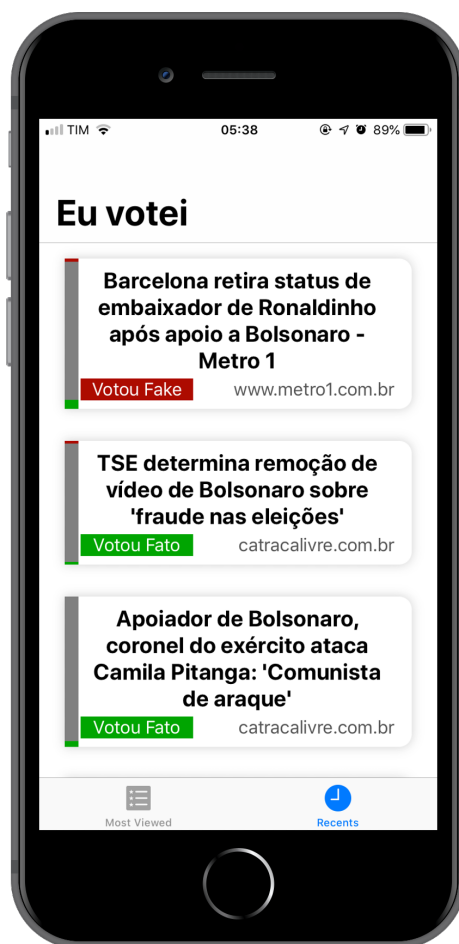 TIM 05:38 89%
Eu votei
Barcelona retira status de
embaixador de Ronaldinho
após apoio a Bolsonaro -
Metro 1
Votou Fake www.metro1.com.br
TSE determina remoção de
vídeo de Bolsonaro sobre
'fraude nas eleições'
Votou Fato catracalivre.com.br
Apoiador de Bolsonaro,
coronel do exército ataca
Camila Pitanga: 'Comunista
de araque'
Votou Fato catracalivre.com.br
Most Viewed Recents